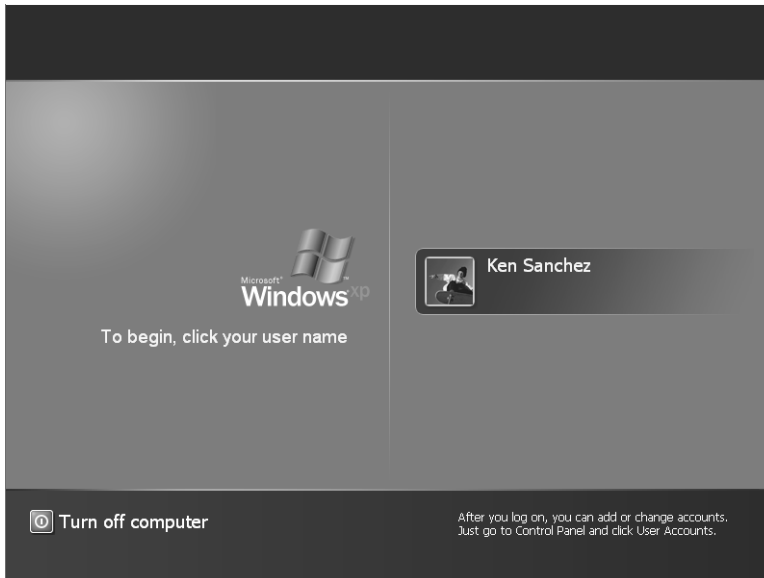 Microsoft®
Windows xp
To begin, click your user name
Ken Sanchez
Turn off computer
After you log on, you can add or change accounts.
Just go to Control Panel and click User Accounts.